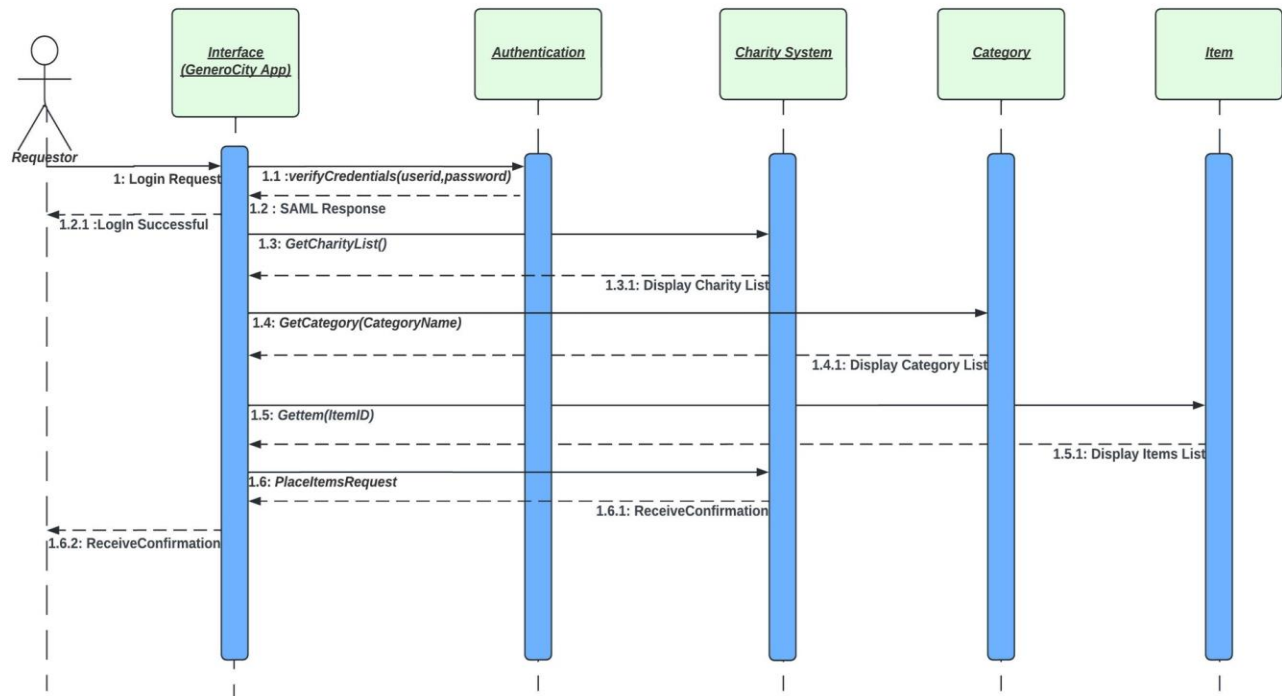 Interface
(GeneroCity App)
Authentication
Charity System
Category
Item
Requestor
1: Login Request
1.1 :verifyCredentials(userid,password)
1.2 : SAML Response
1.2.1 :LogIn Successful
1.3: GetCharityList()
1.3.1: Display Charity List
1.4: GetCategory(CategoryName)
1.4.1: Display Category List
1.5: Gettem(ItemID)
1.5.1: Display Items List
1.6: PlaceItemsRequest
1.6.1: ReceiveConfirmation
1.6.2: ReceiveConfirmation